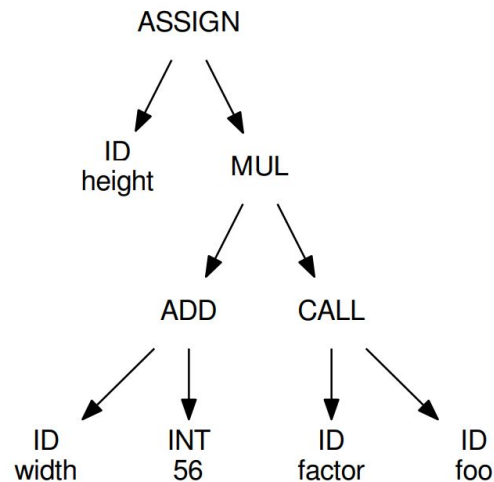 ASSIGN
ID
height
MUL
ADD
CALL
ID
width
INT
56
ID
factor
ID
foo